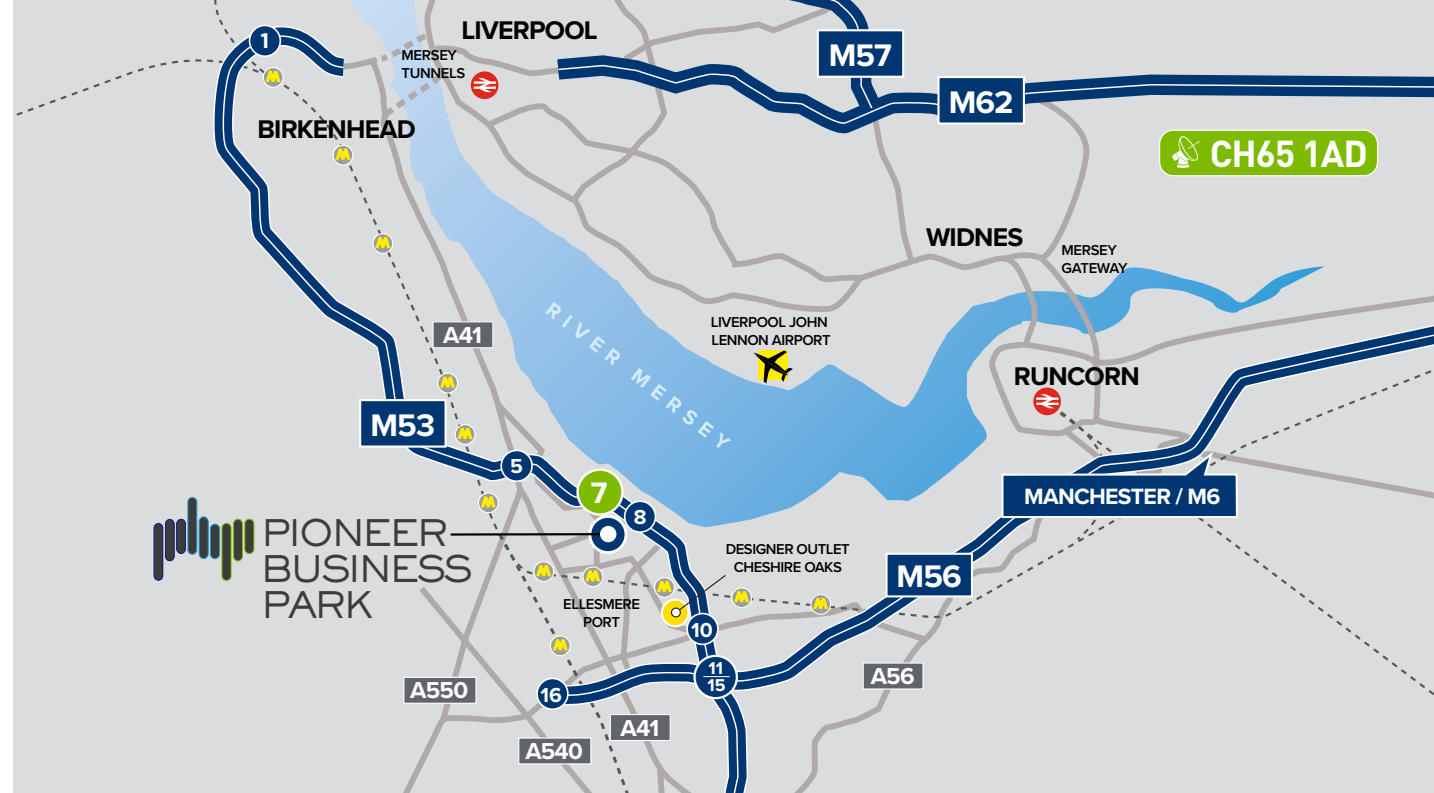 LIVERPOOL
MERSEY
TUNNELS
M57
M62
1
BIRKENHEAD
CH65 1AD
WIDNES
MERSEY
GATEWAY
A41
RIVER MERSEY
LIVERPOOL JOHN
LENNON AIRPORT
RUNCORN
M53
5
7
8
MANCHESTER / M6
PIONEER
BUSINESS
PARK
DESIGNER OUTLET
CHESHIRE OAKS
M56
ELLESMERE
PORT
10
11
15
16
A550
A56
A41
A540